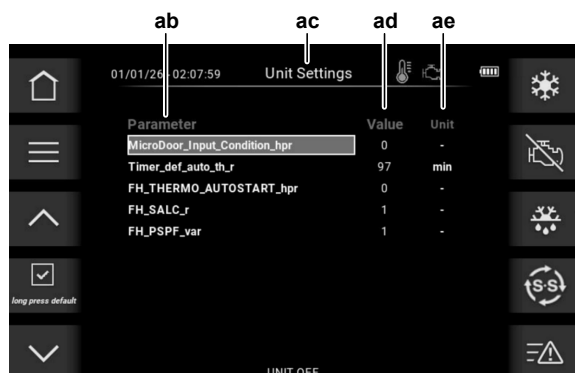 ab ac ad ae
01/01/26 - 02:07:59 Unit Settings
Parameter Value Unit
MicroDoor_Input_Condition_hpr 0 -
Timer_def_auto_th_r 97 min
FH_THERMO_AUTOSTART_hpr 0 -
FH_SALC_r 1 -
FH_PSPF_var 1 -
long press default
S·S
UNIT OFF